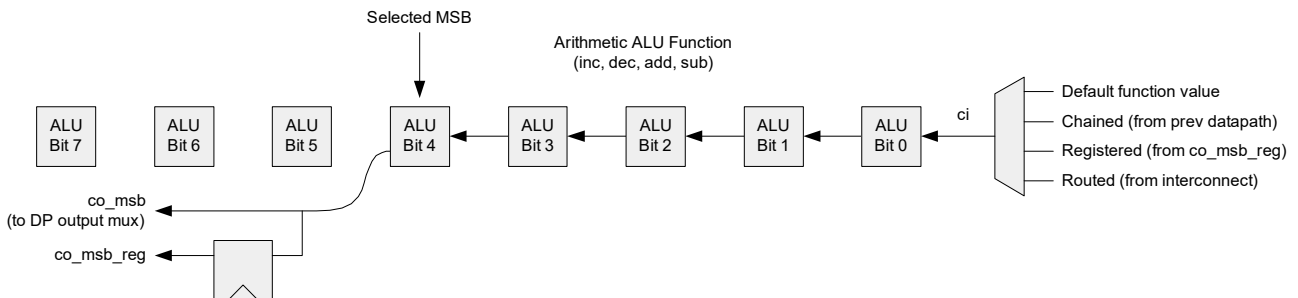 Selected MSB
Arithmetic ALU Function
(inc, dec, add, sub)
ALU
Bit 7
ALU
Bit 6
ALU
Bit 5
ALU
Bit 4
ALU
Bit 3
ALU
Bit 2
ALU
Bit 1
ALU
Bit 0
ci
Default function value
Chained (from prev datapath)
Registered (from co_msb_reg)
Routed (from interconnect)
co_msb
(to DP output mux)
co_msb_reg